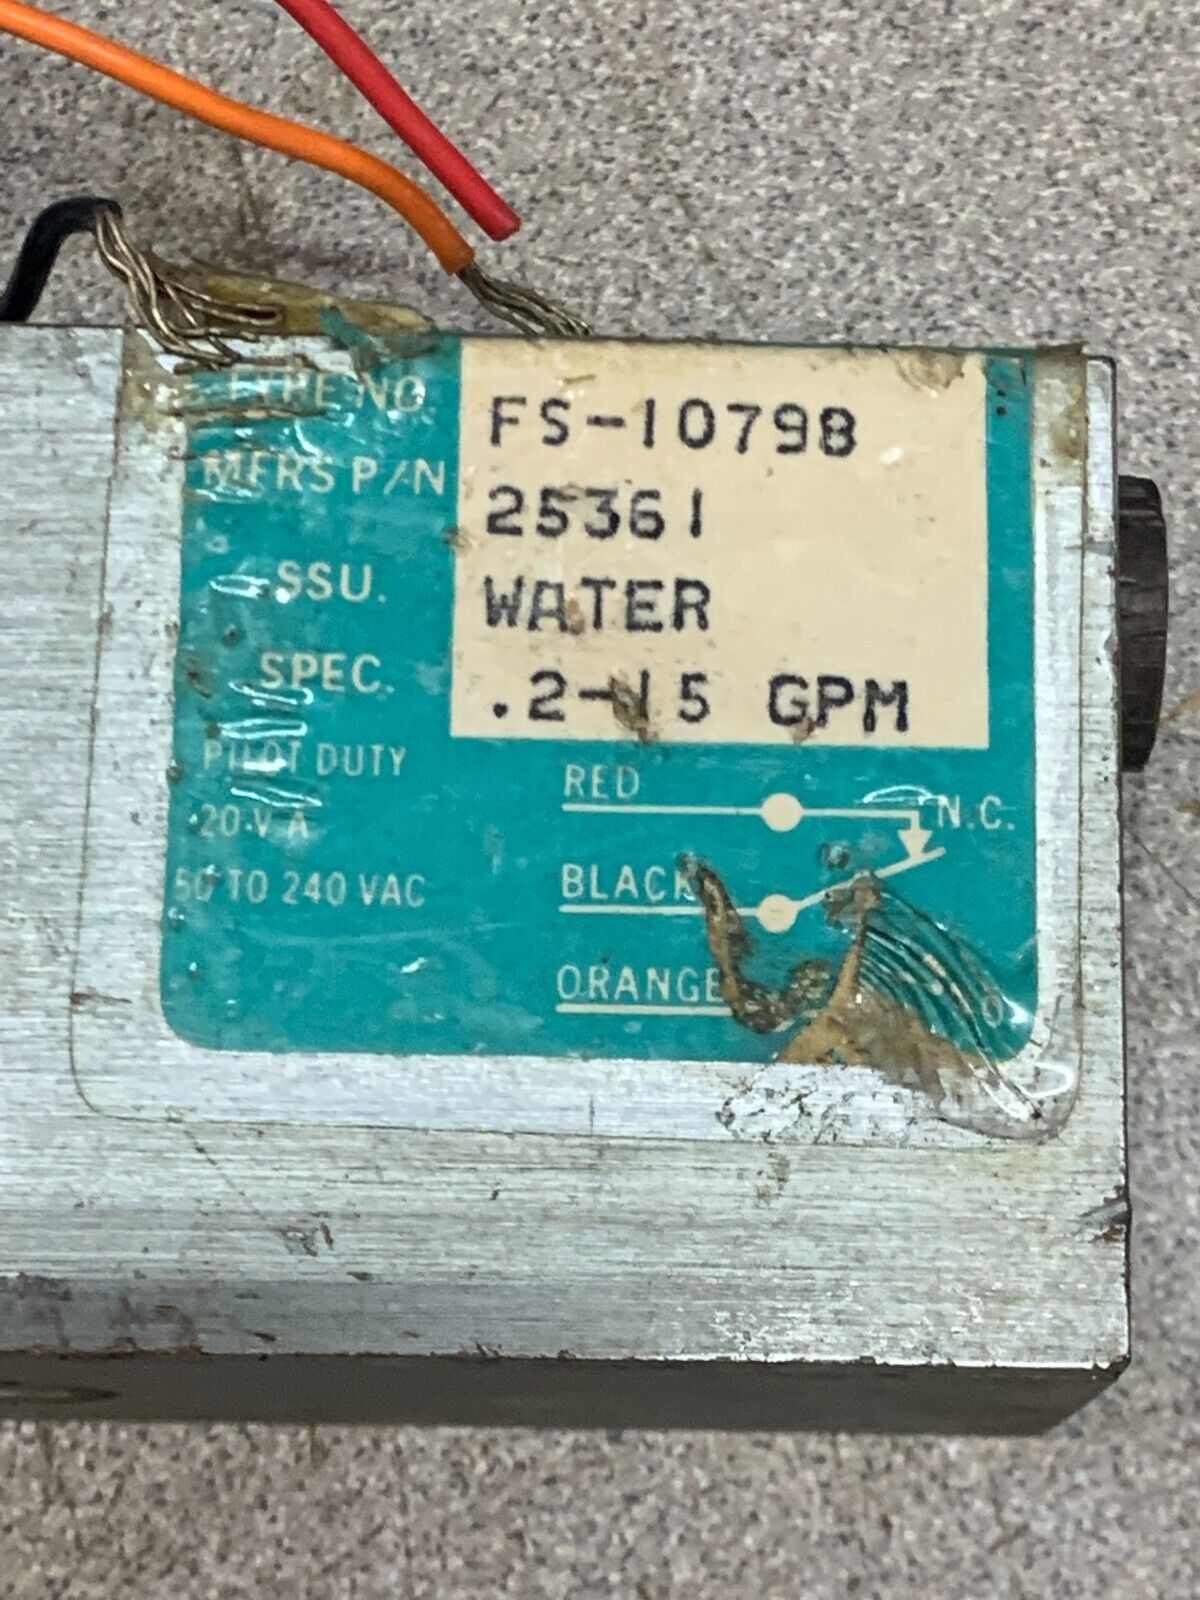 TYPE NO FS-10798
MFRS P/N 25361
SSU. WATER
SPEC. .2-15 GPM
PILOT DUTY
20 VA
50 TO 240 VAC
RED N.C.
BLACK
ORANGE